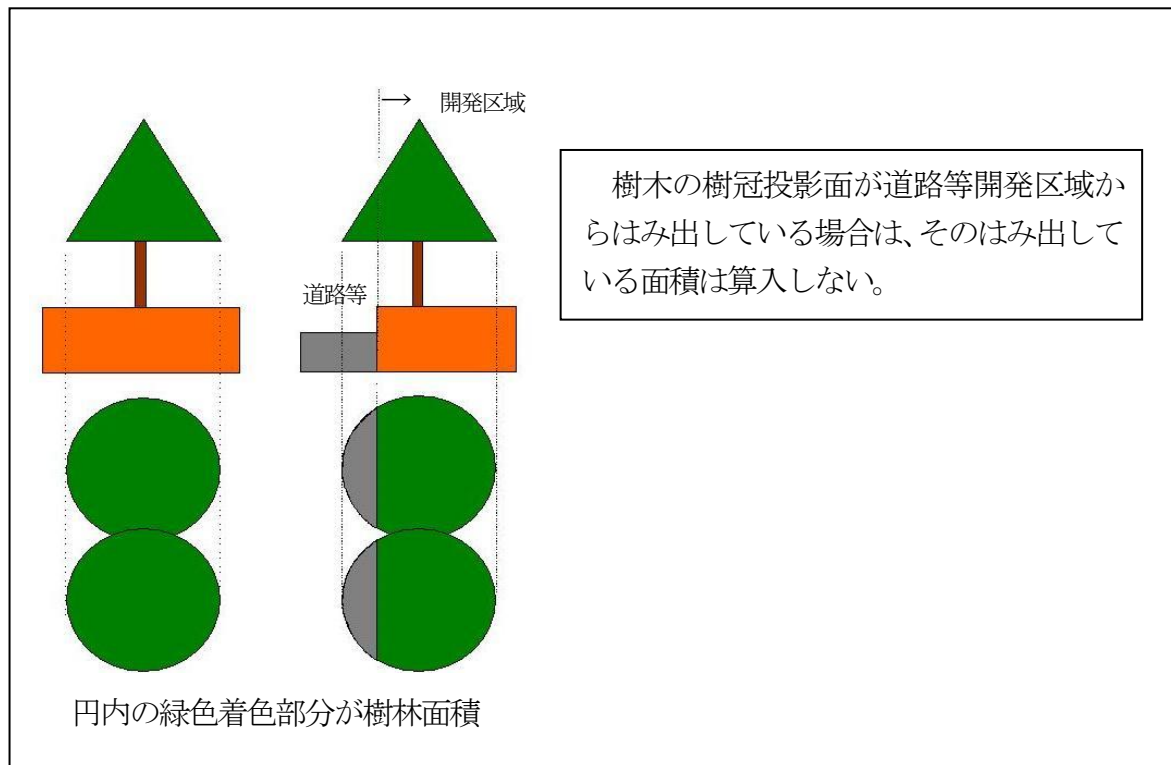 → 開発区域
樹木の樹冠投影面が道路等開発区域か
らはみ出している場合は、そのはみ出して
いる面積は算入しない。
道路等
円内の緑色着色部分が樹林面積